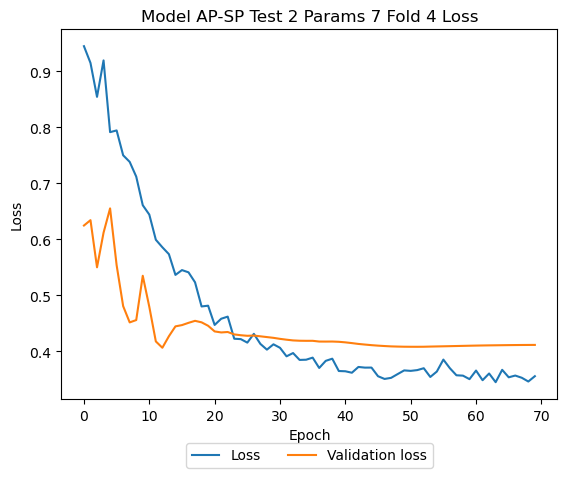 Model AP-SP Test 2 Params 7 Fold 4 Loss
Loss
0.9
0.8
0.7
0.6
0.5
0.4
0 10 20 30 40 50 60 70
Epoch
Loss Validation loss